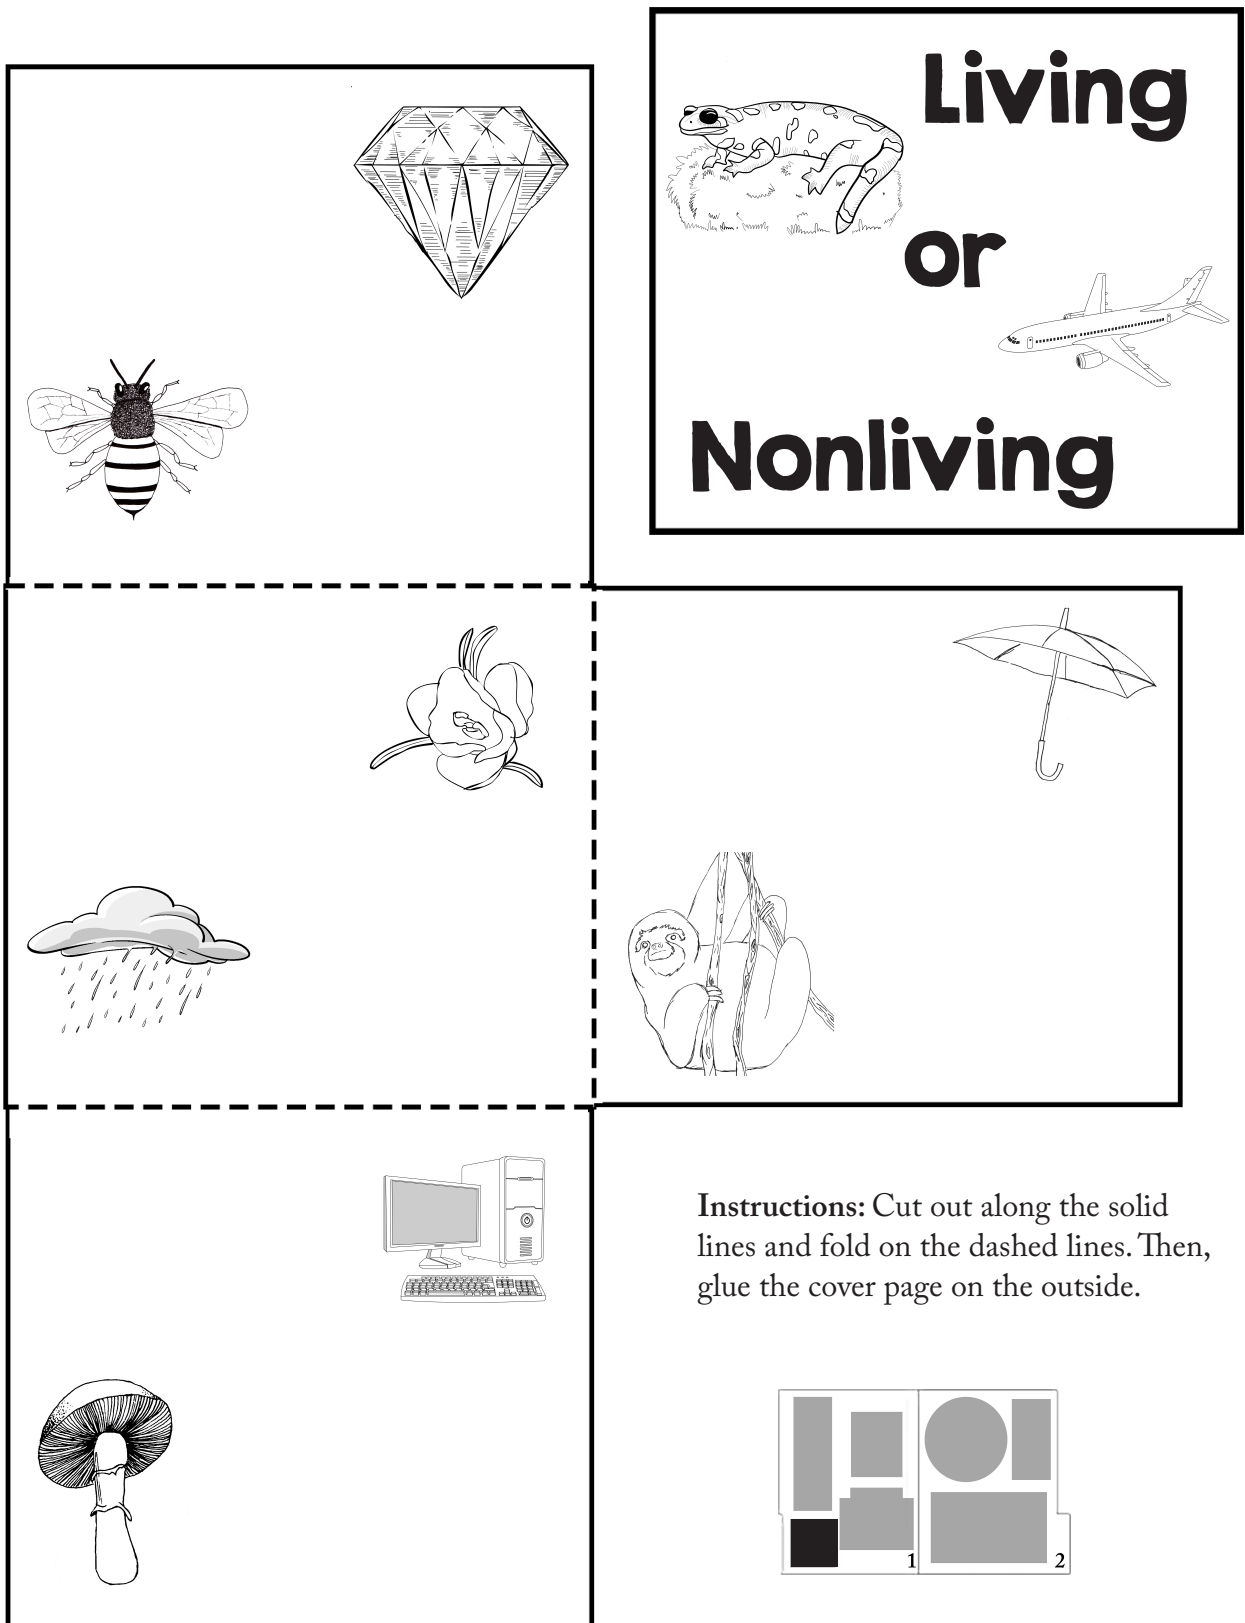 Living
or
Nonliving
Instructions: Cut out along the solid
lines and fold on the dashed lines. Then,
glue the cover page on the outside.
1
2